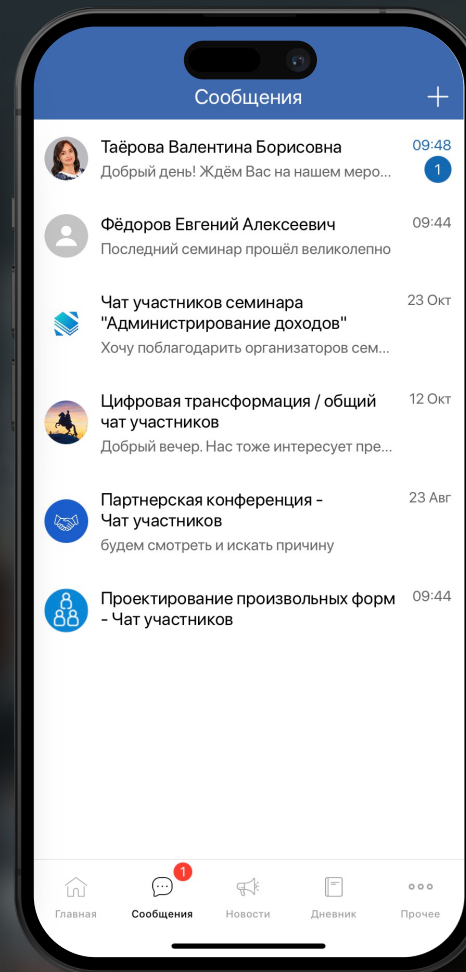 Сообщения
Таёрова Валентина Борисовна
09:48
Добрый день! Ждём Вас на нашем меро...
1
Фёдоров Евгений Алексеевич
09:44
Последний семинар прошёл великолепно
Чат участников семинара
23 Окт
"Администрирование доходов"
Хочу поблагодарить организаторов сем...
Цифровая трансформация / общий
12 Окт
чат участников
Добрый вечер. Нас тоже интересует пре...
Партнерская конференция -
23 Авг
Чат участников
будем смотреть и искать причину
Проектирование произвольных форм
09:44
- Чат участников
1
Главная
Сообщения
Новости
Дневник
Прочее